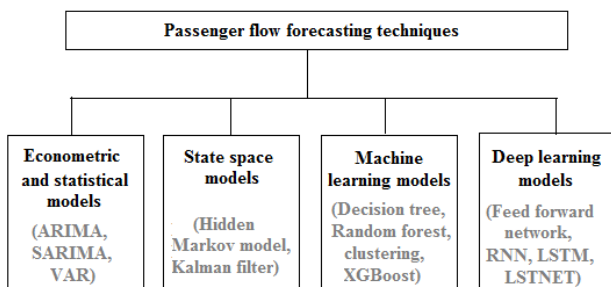 Passenger flow forecasting techniques
Econometric
and statistical
models
(ARIMA,
SARIMA,
VAR)
State space
models
(Hidden
Markov model,
Kalman filter)
Machine
learning models
(Decision tree,
Random forest,
clustering,
XGBoost)
Deep learning
models
(Feed forward
network,
RNN, LSTM,
LSTNET)